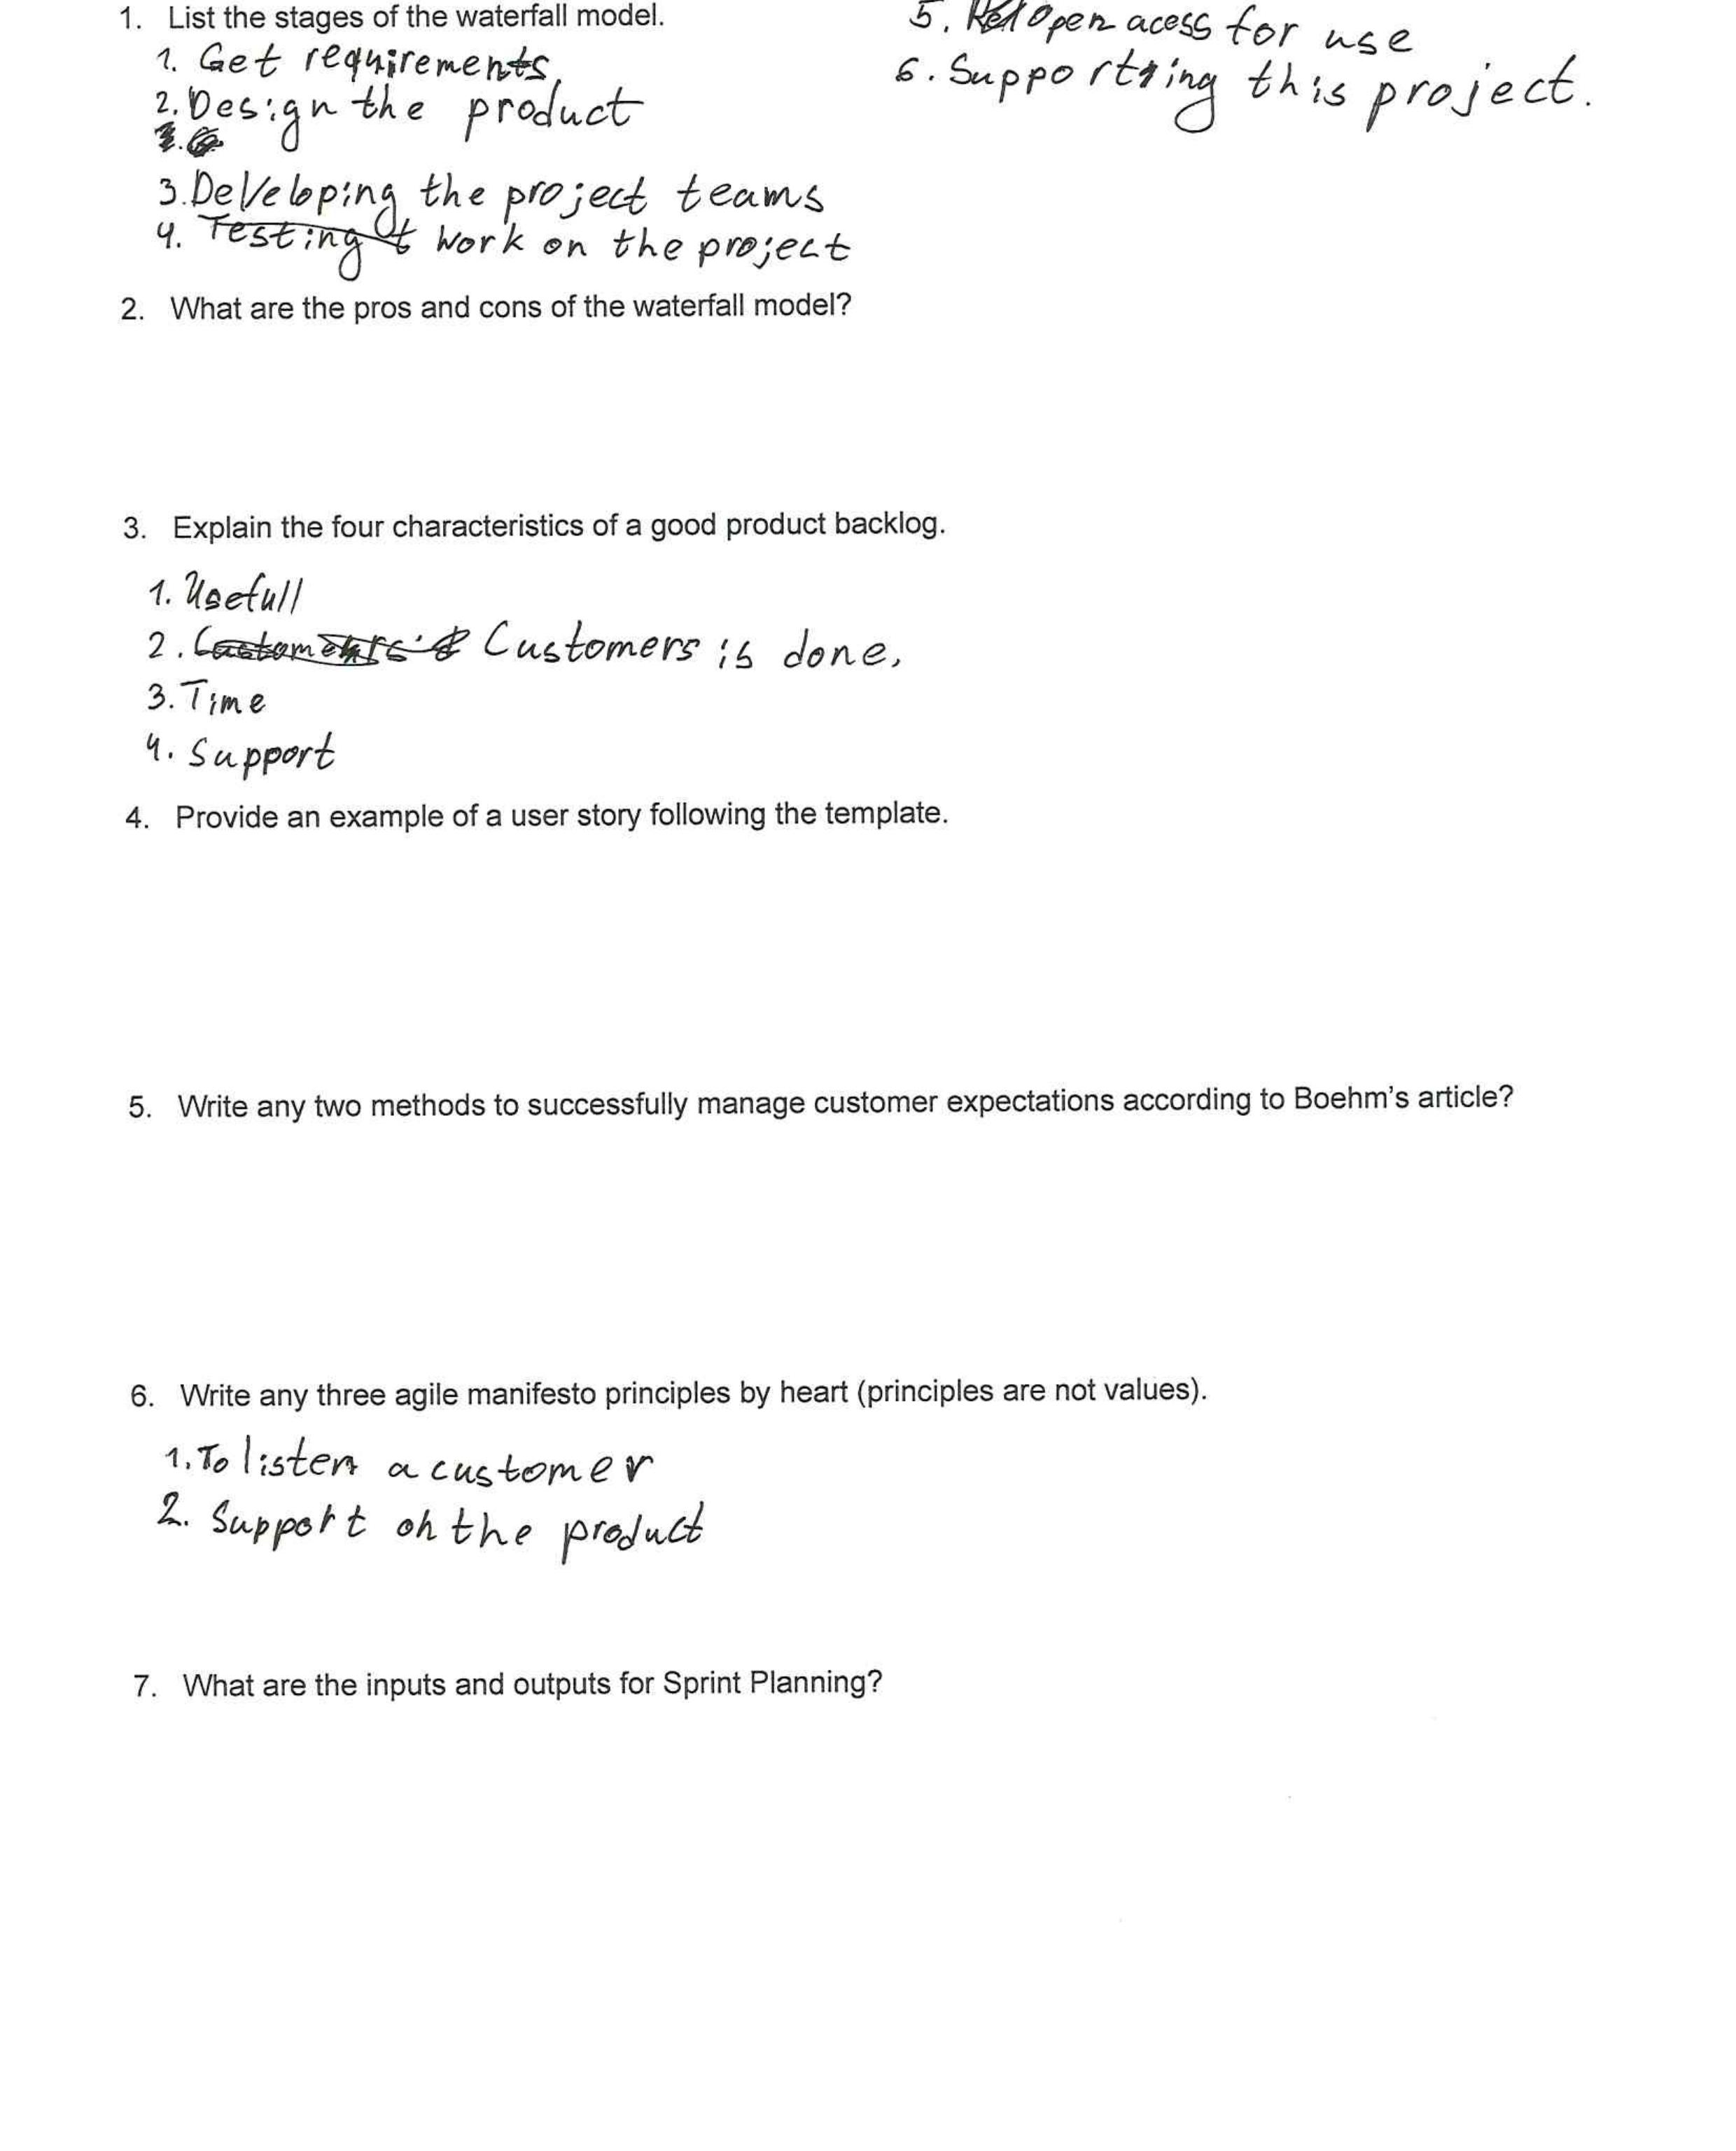 1. List the stages of the waterfall model.
1. Get requirements.
2. Design the product
3. Developing the project teams
4. Testing Work on the project
5. Open acess for use
6. Supporting this project.
2. What are the pros and cons of the waterfall model?
3. Explain the four characteristics of a good product backlog.
1. Usefull
2. Customers is done,
3. Time
4. Support
4. Provide an example of a user story following the template.
5. Write any two methods to successfully manage customer expectations according to Boehm’s article?
6. Write any three agile manifesto principles by heart (principles are not values).
1. To listen a customer
2. Support on the product
7. What are the inputs and outputs for Sprint Planning?